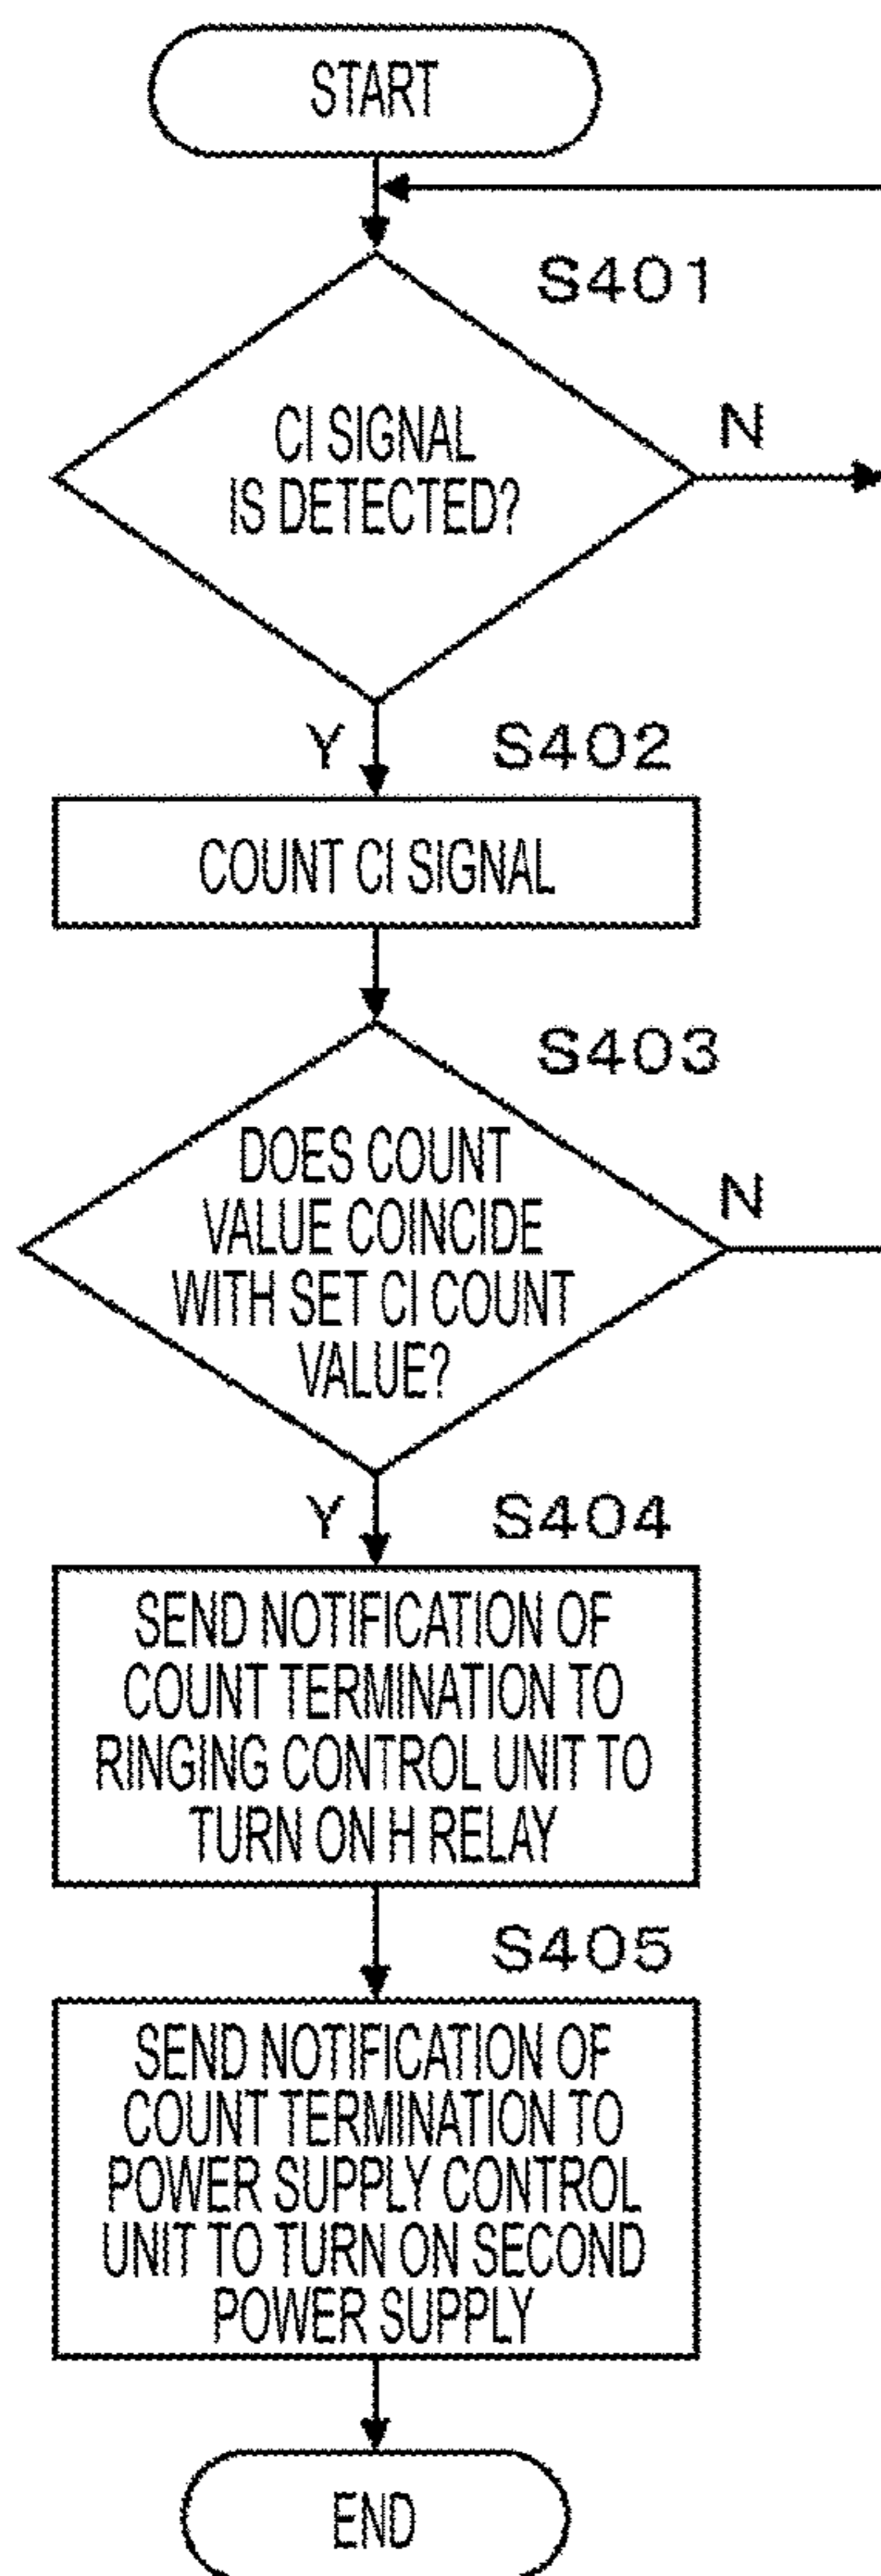 START
S401
CI SIGNAL
IS DETECTED?
N
Y
S402
COUNT CI SIGNAL
S403
DOES COUNT
VALUE COINCIDE
WITH SET CI COUNT
VALUE?
N
Y
S404
SEND NOTIFICATION OF
COUNT TERMINATION TO
RINGING CONTROL UNIT TO
TURN ON H RELAY
S405
SEND NOTIFICATION OF
COUNT TERMINATION TO
POWER SUPPLY CONTROL
UNIT TO TURN ON SECOND
POWER SUPPLY
END